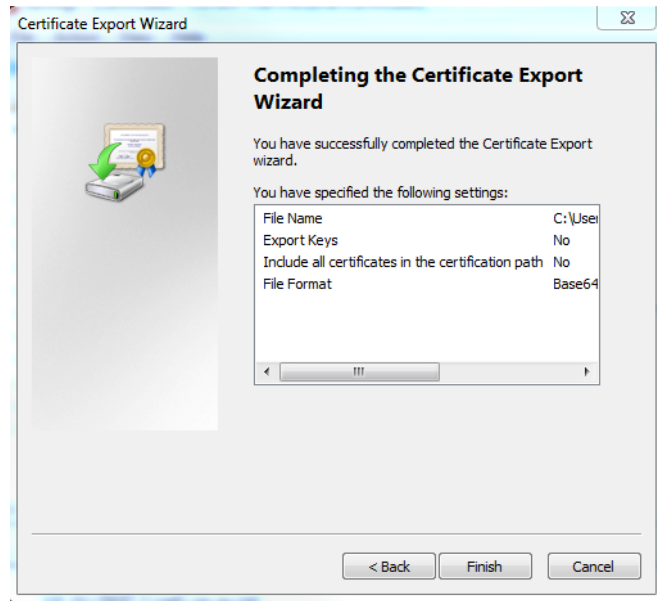 Certificate Export Wizard
Completing the Certificate Export
Wizard
You have successfully completed the Certificate Export
wizard.
You have specified the following settings:
File Name C:\User
Export Keys No
Include all certificates in the certification path No
File Format Base64
< Back Finish Cancel